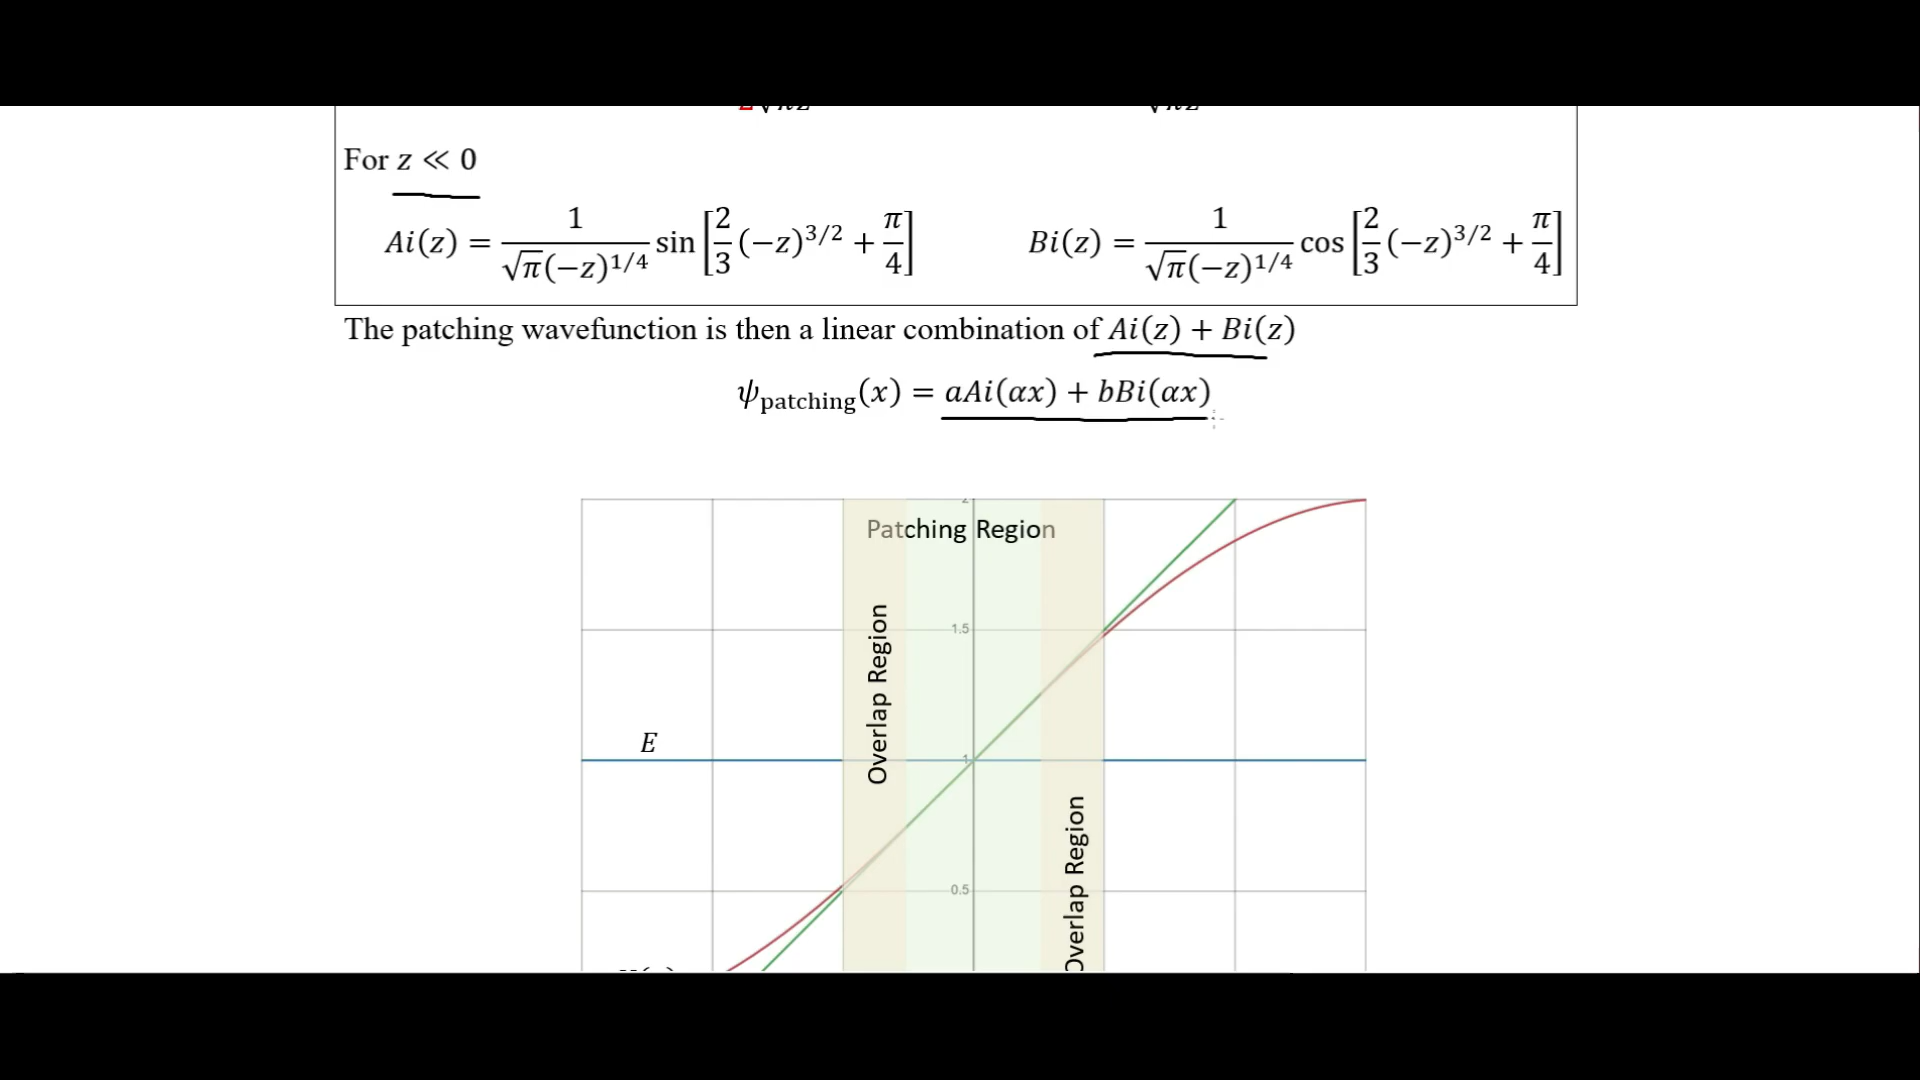 For z ≪ 0
Ai(z) = 1/(√π(−z)^{1/4}) sin[2/3 (−z)^{3/2} + π/4]    Bi(z) = 1/(√π(−z)^{1/4}) cos[2/3 (−z)^{3/2} + π/4]
The patching wavefunction is then a linear combination of Ai(z) + Bi(z)
ψ_patching(x) = aAi(αx) + bBi(αx)
2
Patching Region
1.5
Overlap Region
E
1
Overlap Region
0.5